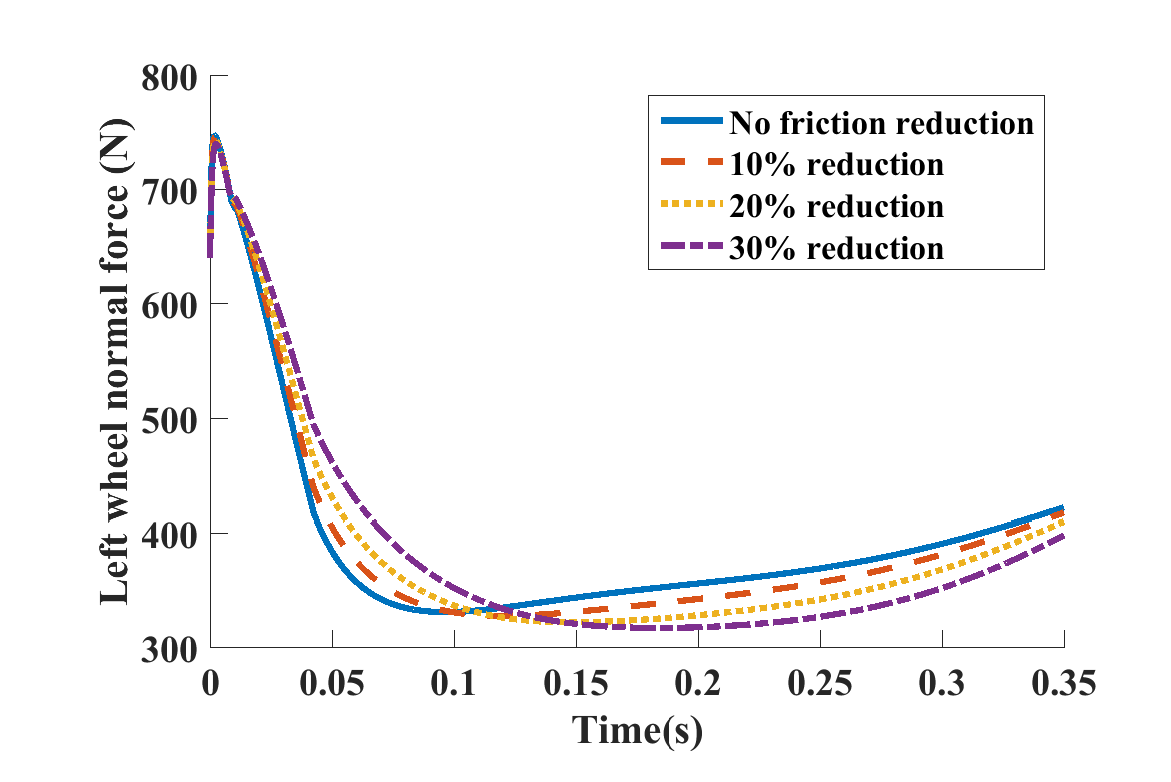 800
700
600
500
400
300
Left wheel normal force (N)
No friction reduction
10% reduction
20% reduction
30% reduction
0 0.05 0.1 0.15 0.2 0.25 0.3 0.35
Time(s)